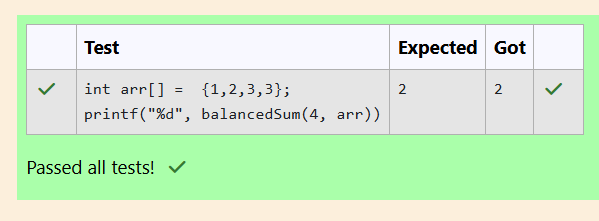 Test Expected Got
int arr[] =  {1,2,3,3}; 2 2
printf("%d", balancedSum(4, arr))
Passed all tests!